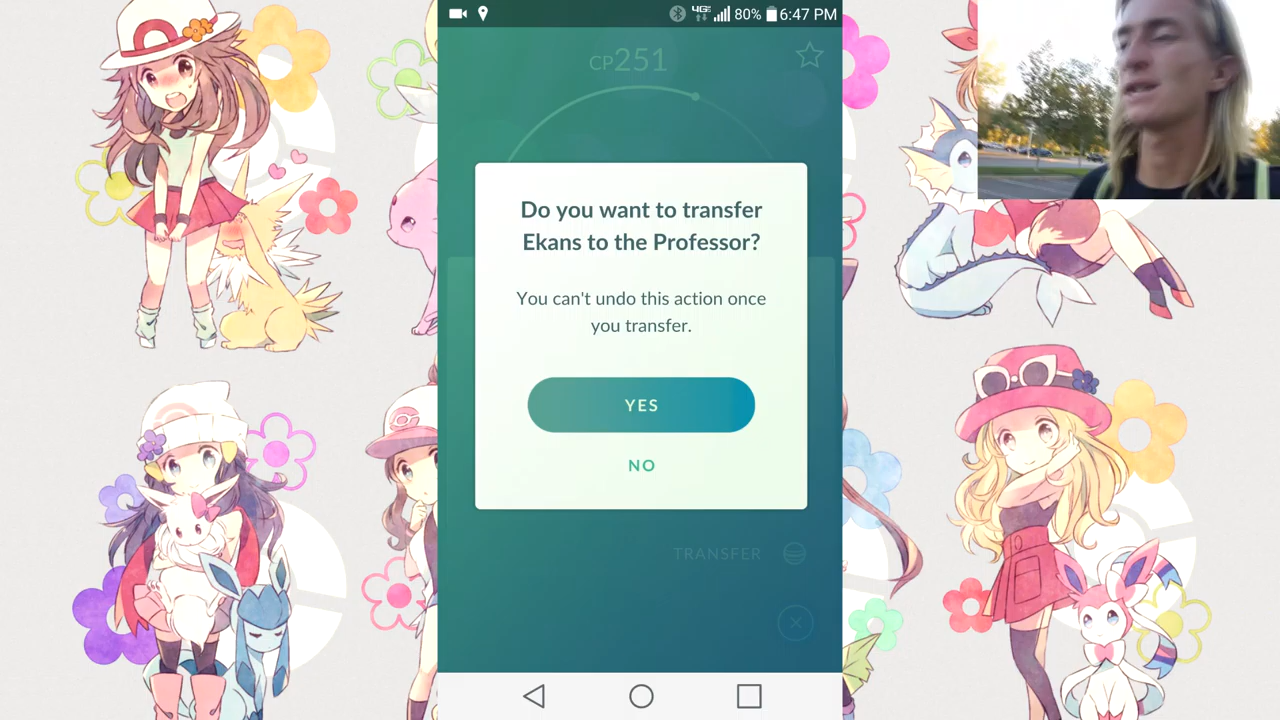 4GE 80% 6:47 PM
CP251
Do you want to transfer
Ekans to the Professor?
You can't undo this action once
you transfer.
YES
NO
TRANSFER